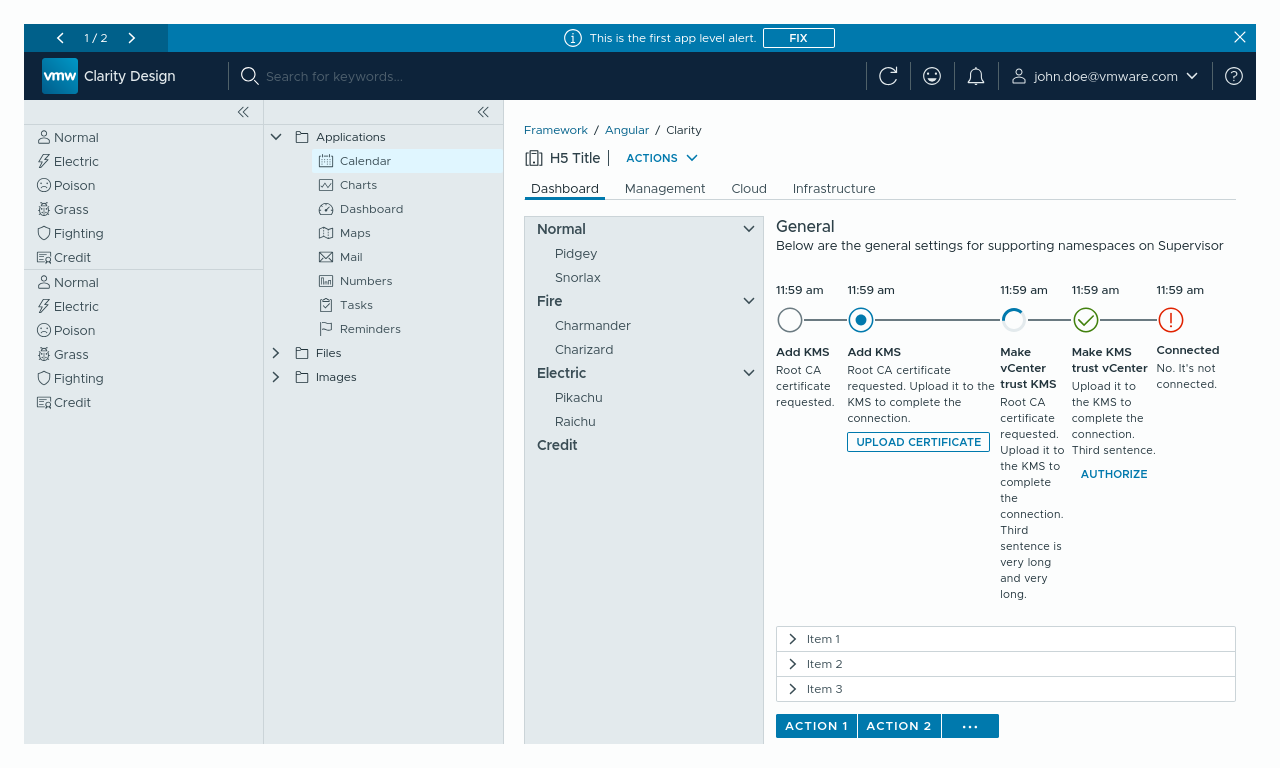 1 / 2
This is the first app level alert.
FIX
vmw
Clarity Design
Search for keywords...
john.doe@vmware.com
Normal
Electric
Poison
Grass
Fighting
Credit
Normal
Electric
Poison
Grass
Fighting
Credit
Applications
Calendar
Charts
Dashboard
Maps
Mail
Numbers
Tasks
Reminders
Files
Images
Framework / Angular / Clarity
H5 Title
ACTIONS
Dashboard Management Cloud Infrastructure
Normal
Pidgey
Snorlax
Fire
Charmander
Charizard
Electric
Pikachu
Raichu
Credit
General
Below are the general settings for supporting namespaces on Supervisor
11:59 am
Add KMS
Root CA
certificate
requested.
11:59 am
Add KMS
Root CA certificate
requested. Upload it to the
KMS to complete the
connection.
UPLOAD CERTIFICATE
11:59 am
Make
vCenter
trust KMS
Root CA
certificate
requested.
Upload it to
the KMS to
complete
the
connection.
Third
sentence is
very long
and very
long.
11:59 am
Make KMS
trust vCenter
Upload it to
the KMS to
complete the
connection.
Third sentence.
AUTHORIZE
11:59 am
Connected
No. It's not
connected.
Item 1
Item 2
Item 3
ACTION 1
ACTION 2